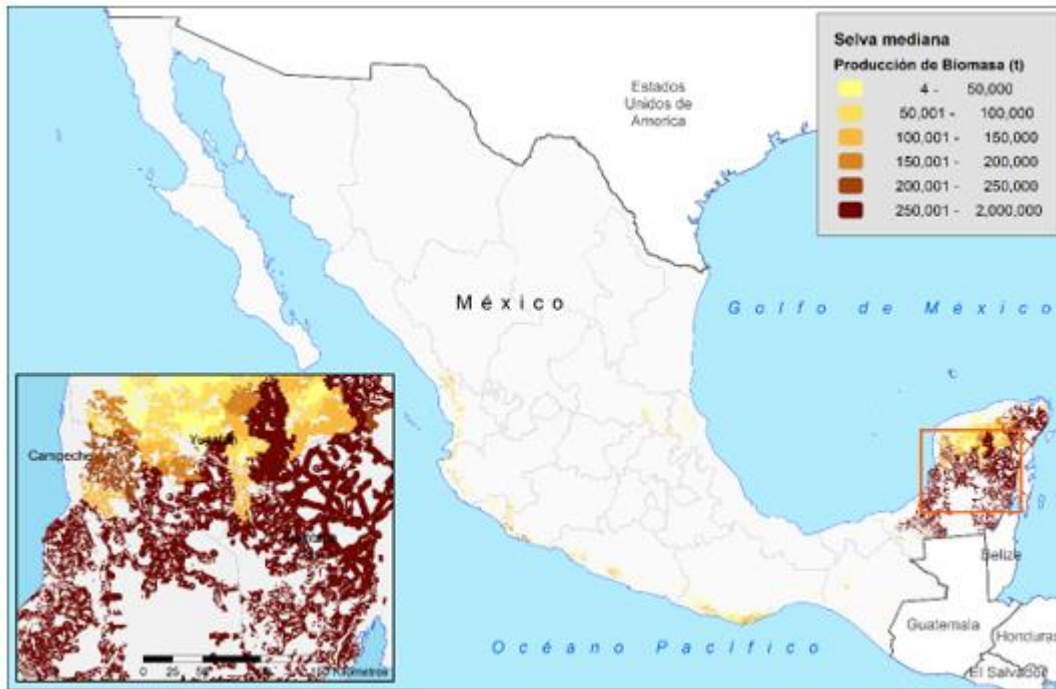 Selva mediana
Producción de Biomasa (t)
4 - 50,000
50,001 - 100,000
100,001 - 150,000
150,001 - 200,000
200,001 - 250,000
250,001 - 2,000,000
Estados
Unidos de
America
México
Golfo de México
Campeche
Yucatán
0 25 50
Kilometros
Belize
Guatemala
Honduras
El Salvador
Océano Pacífico